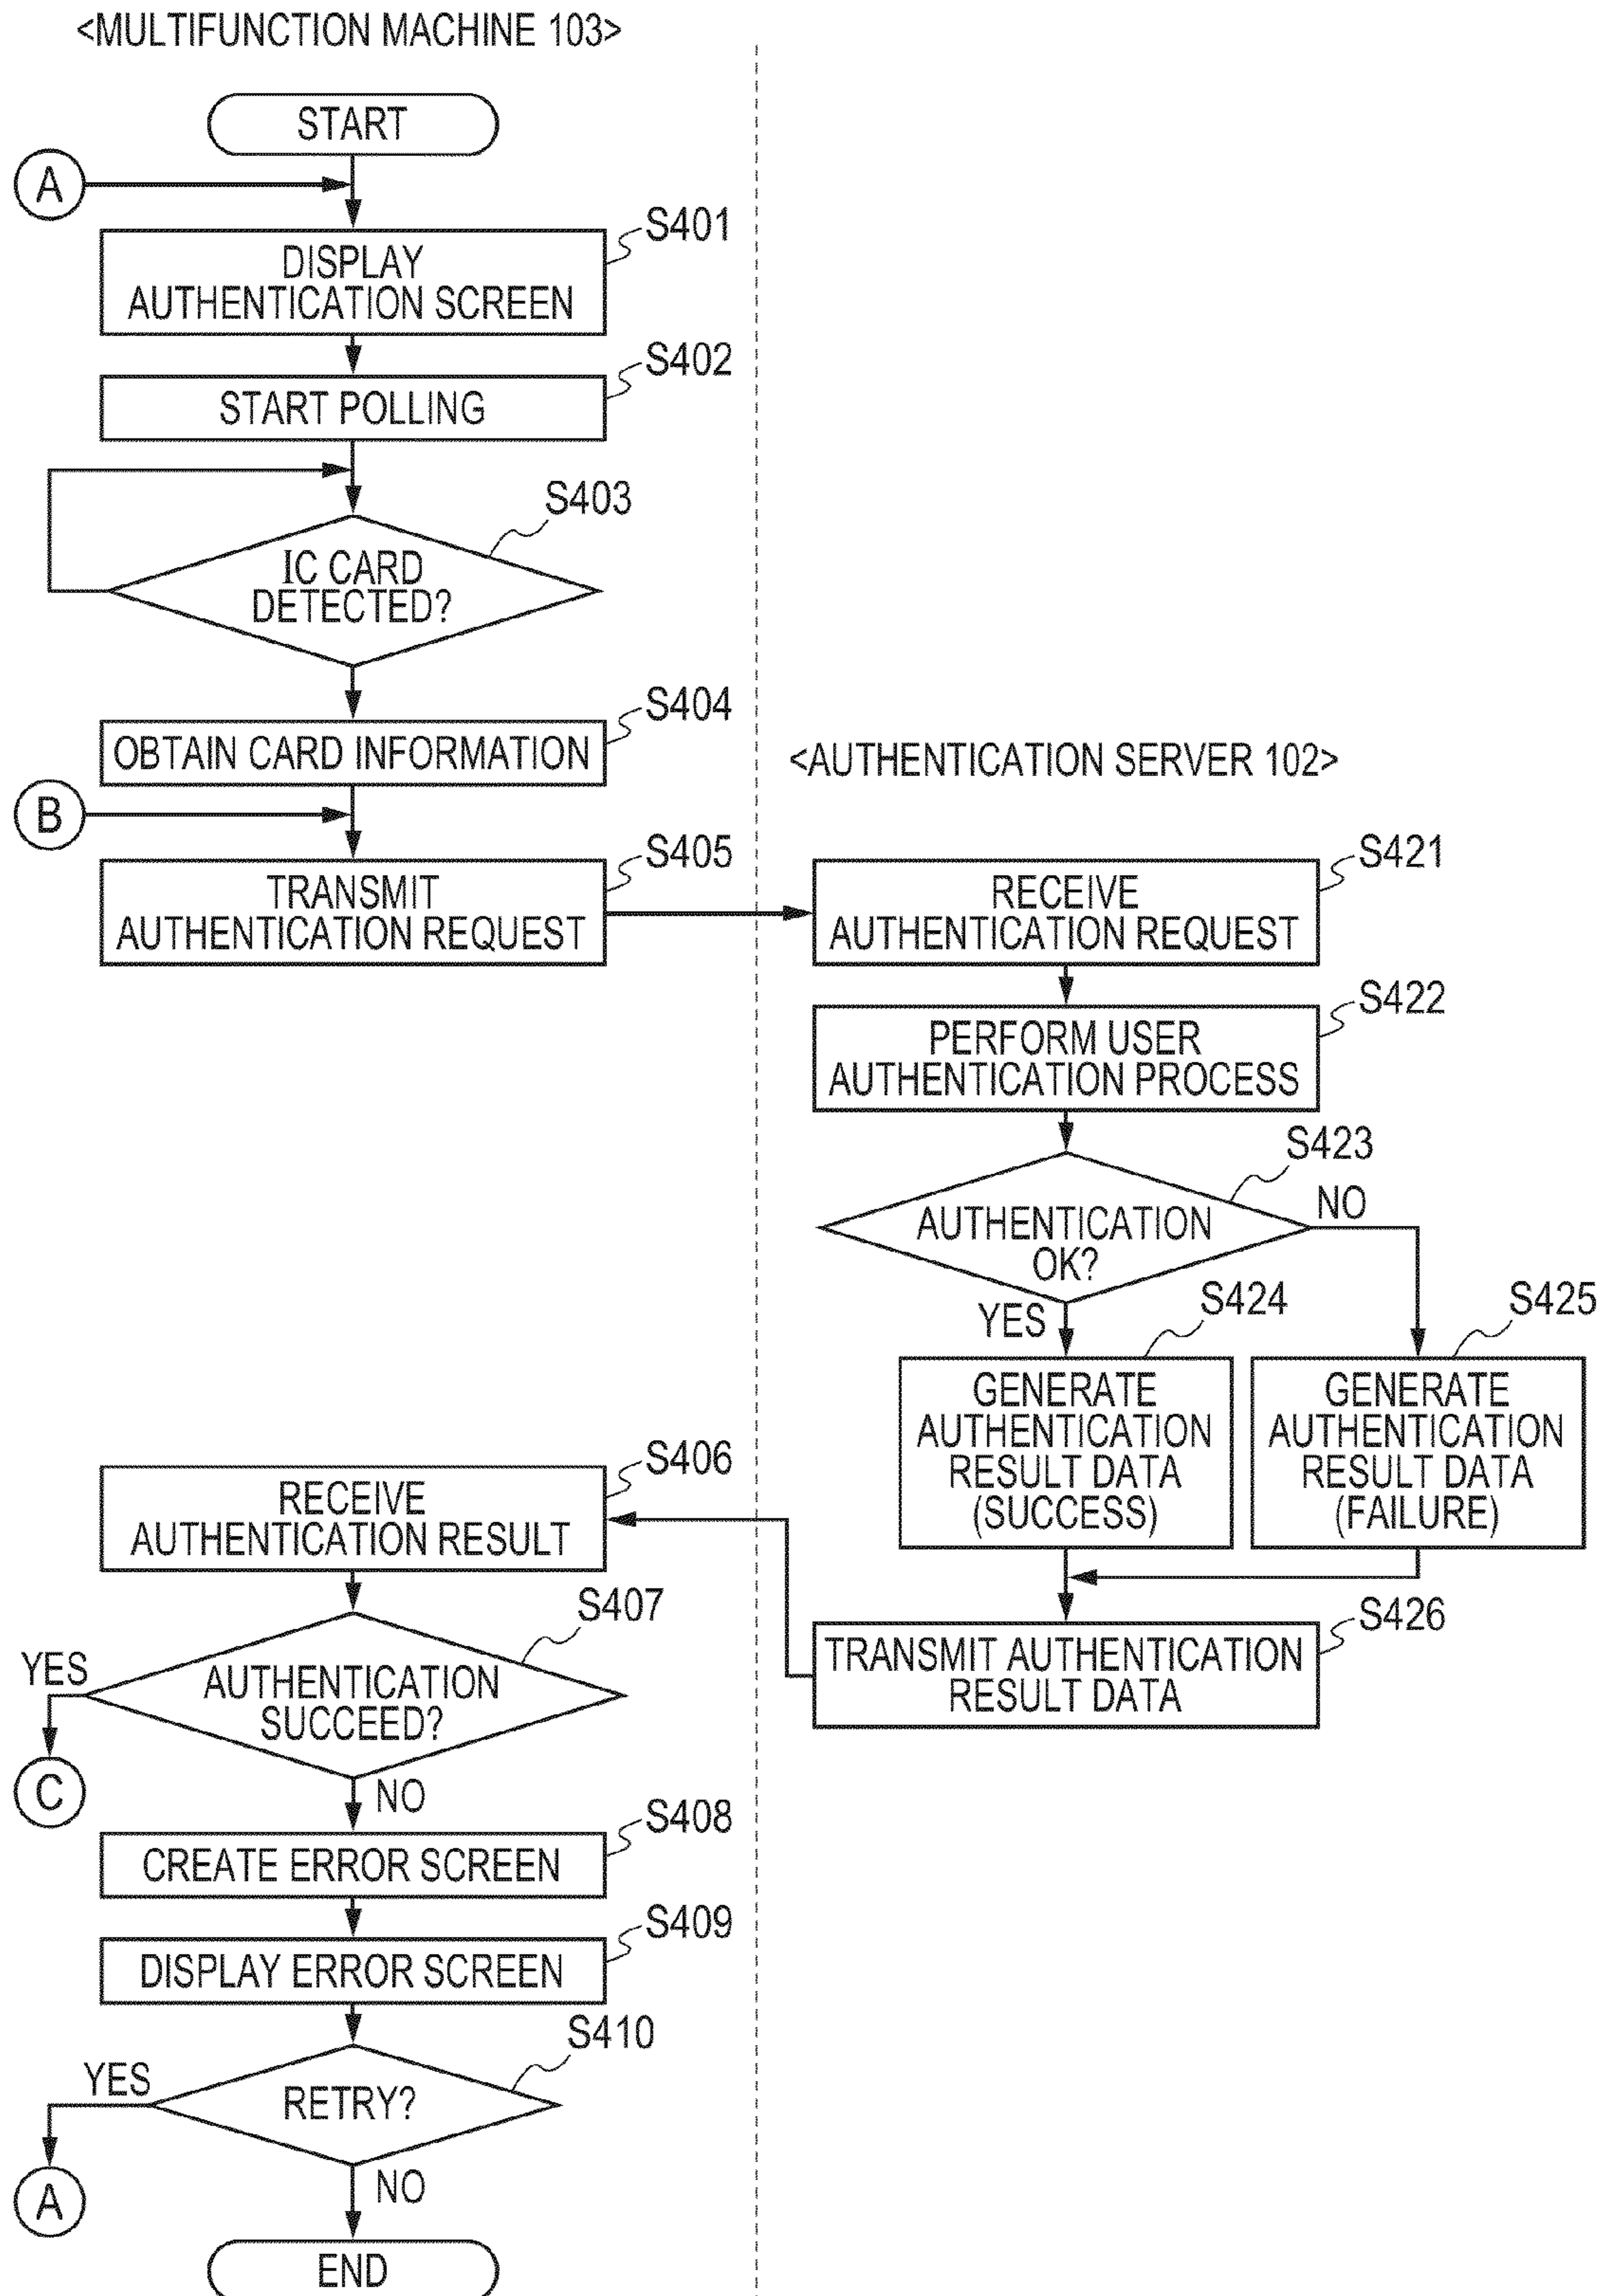 <MULTIFUNCTION MACHINE 103>
START
A
S401
DISPLAY
AUTHENTICATION SCREEN
S402
START POLLING
S403
IC CARD
DETECTED?
S404
OBTAIN CARD INFORMATION
B
S405
TRANSMIT
AUTHENTICATION REQUEST
<AUTHENTICATION SERVER 102>
S421
RECEIVE
AUTHENTICATION REQUEST
S422
PERFORM USER
AUTHENTICATION PROCESS
S423
AUTHENTICATION
OK?
NO
YES
S424
GENERATE
AUTHENTICATION
RESULT DATA
(SUCCESS)
S425
GENERATE
AUTHENTICATION
RESULT DATA
(FAILURE)
S426
TRANSMIT AUTHENTICATION
RESULT DATA
S406
RECEIVE
AUTHENTICATION RESULT
S407
AUTHENTICATION
SUCCEED?
YES
C
NO
S408
CREATE ERROR SCREEN
S409
DISPLAY ERROR SCREEN
S410
RETRY?
YES
A
NO
END